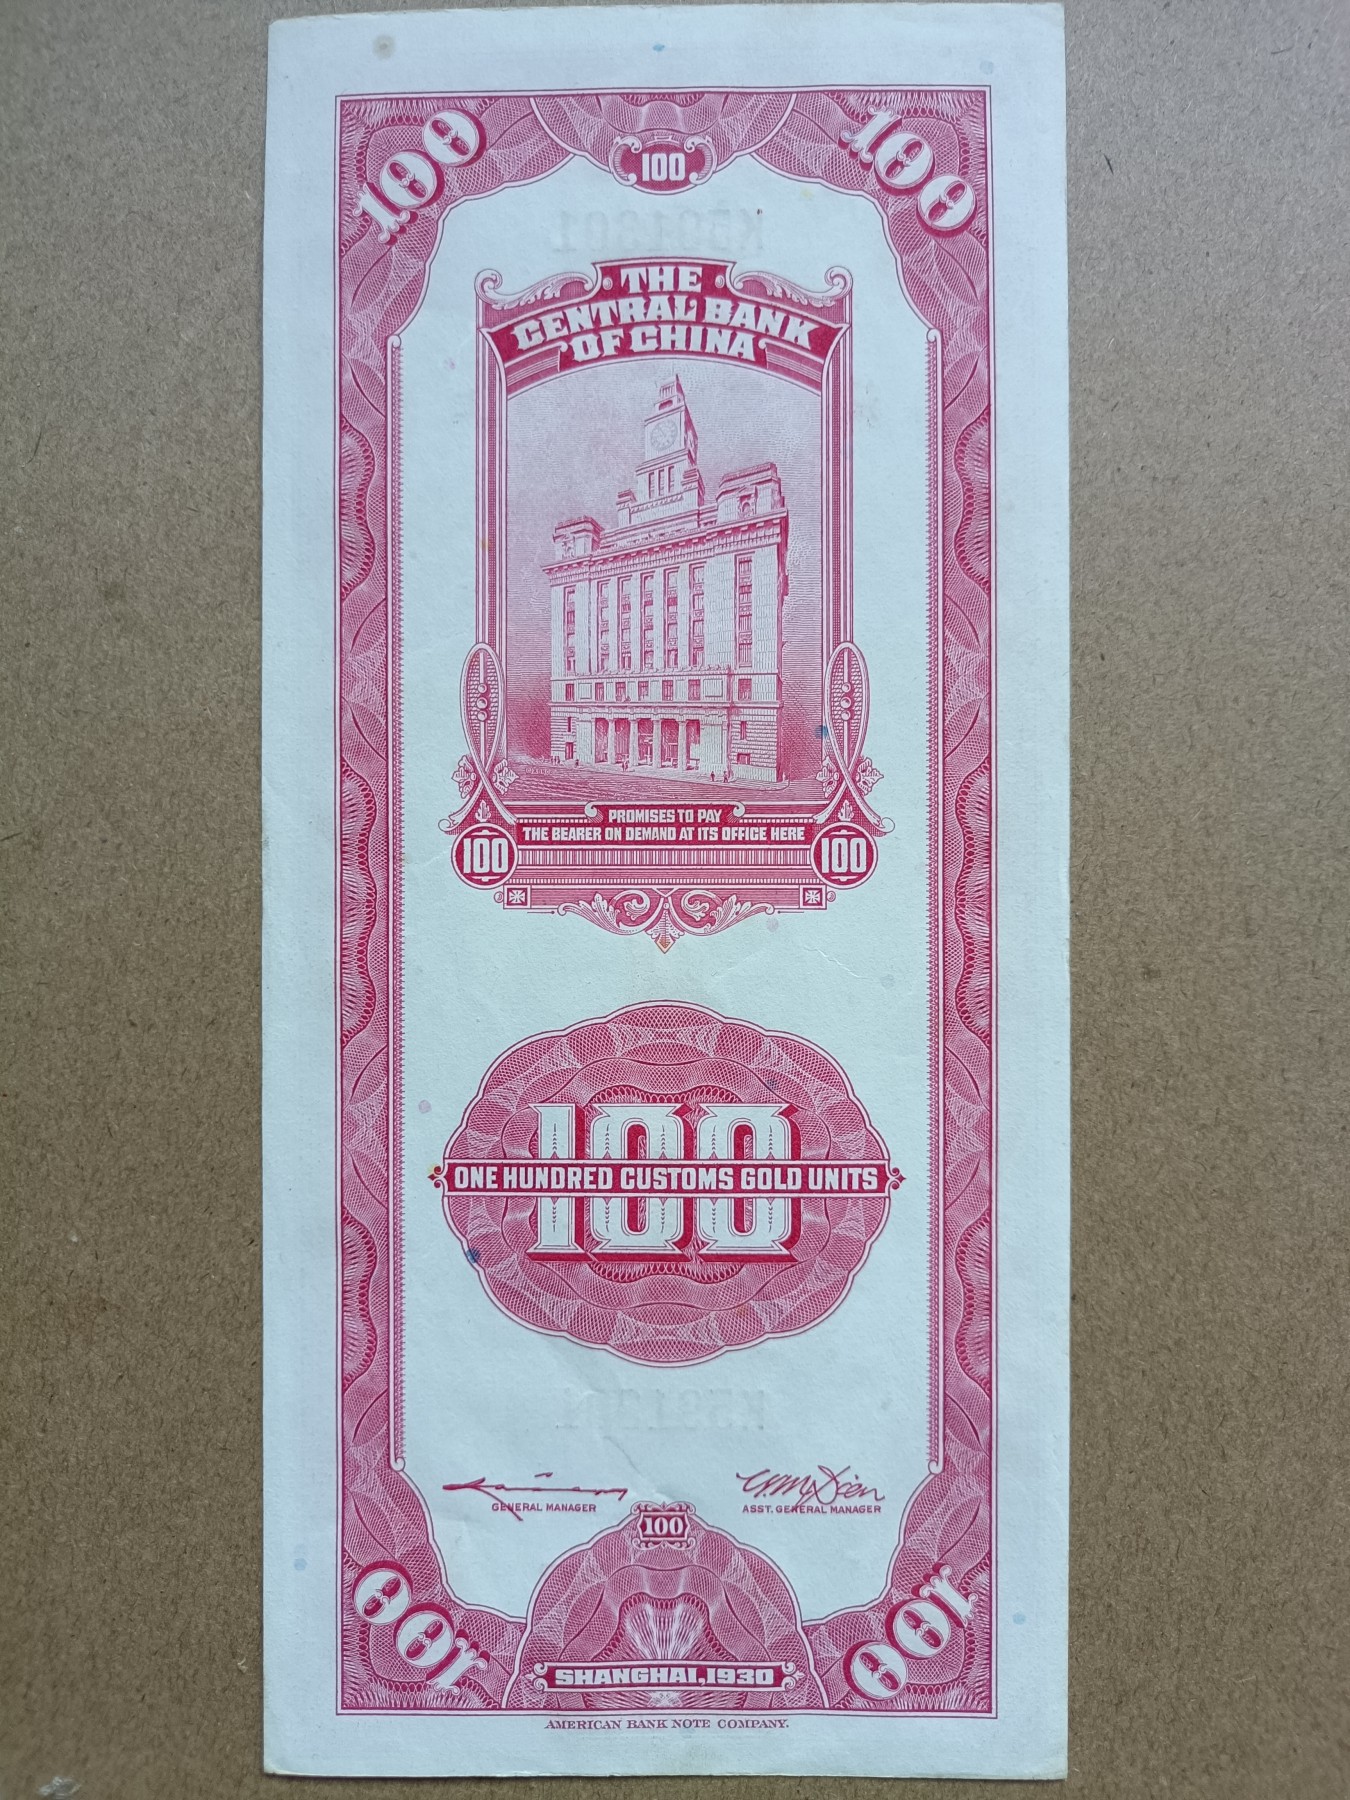 100 100 100
THE
CENTRAL BANK
OF CHINA
PROMISES TO PAY
THE BEARER ON DEMAND AT ITS OFFICE HERE
100 100
100
ONE HUNDRED CUSTOMS GOLD UNITS
GENERAL MANAGER ASST. GENERAL MANAGER
100
100 100
SHANGHAI, 1930
AMERICAN BANK NOTE COMPANY.